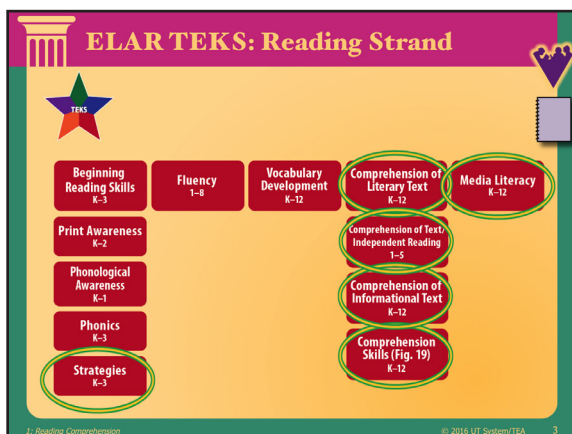 ELAR TEKS: Reading Strand
TEKS
Beginning
Reading Skills
K–3
Fluency
1–8
Vocabulary
Development
K–12
Comprehension of
Literary Text
K–12
Media Literacy
K–12
Print Awareness
K–2
Comprehension of Text/
Independent Reading
1–5
Phonological
Awareness
K–1
Comprehension of
Informational Text
K–12
Phonics
K–3
Comprehension
Skills (Fig. 19)
K–12
Strategies
K–3
1: Reading Comprehension
© 2016 UT System/TEA
3